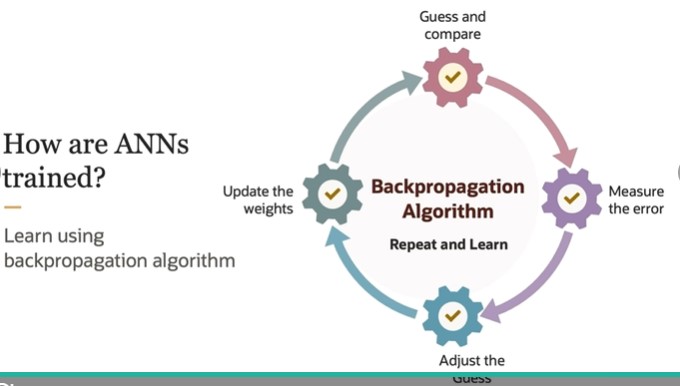 Guess and
compare
How are ANNs
trained?
Update the
weights
Backpropagation
Algorithm
Repeat and Learn
Measure
the error
Learn using
backpropagation algorithm
Adjust the
Guess